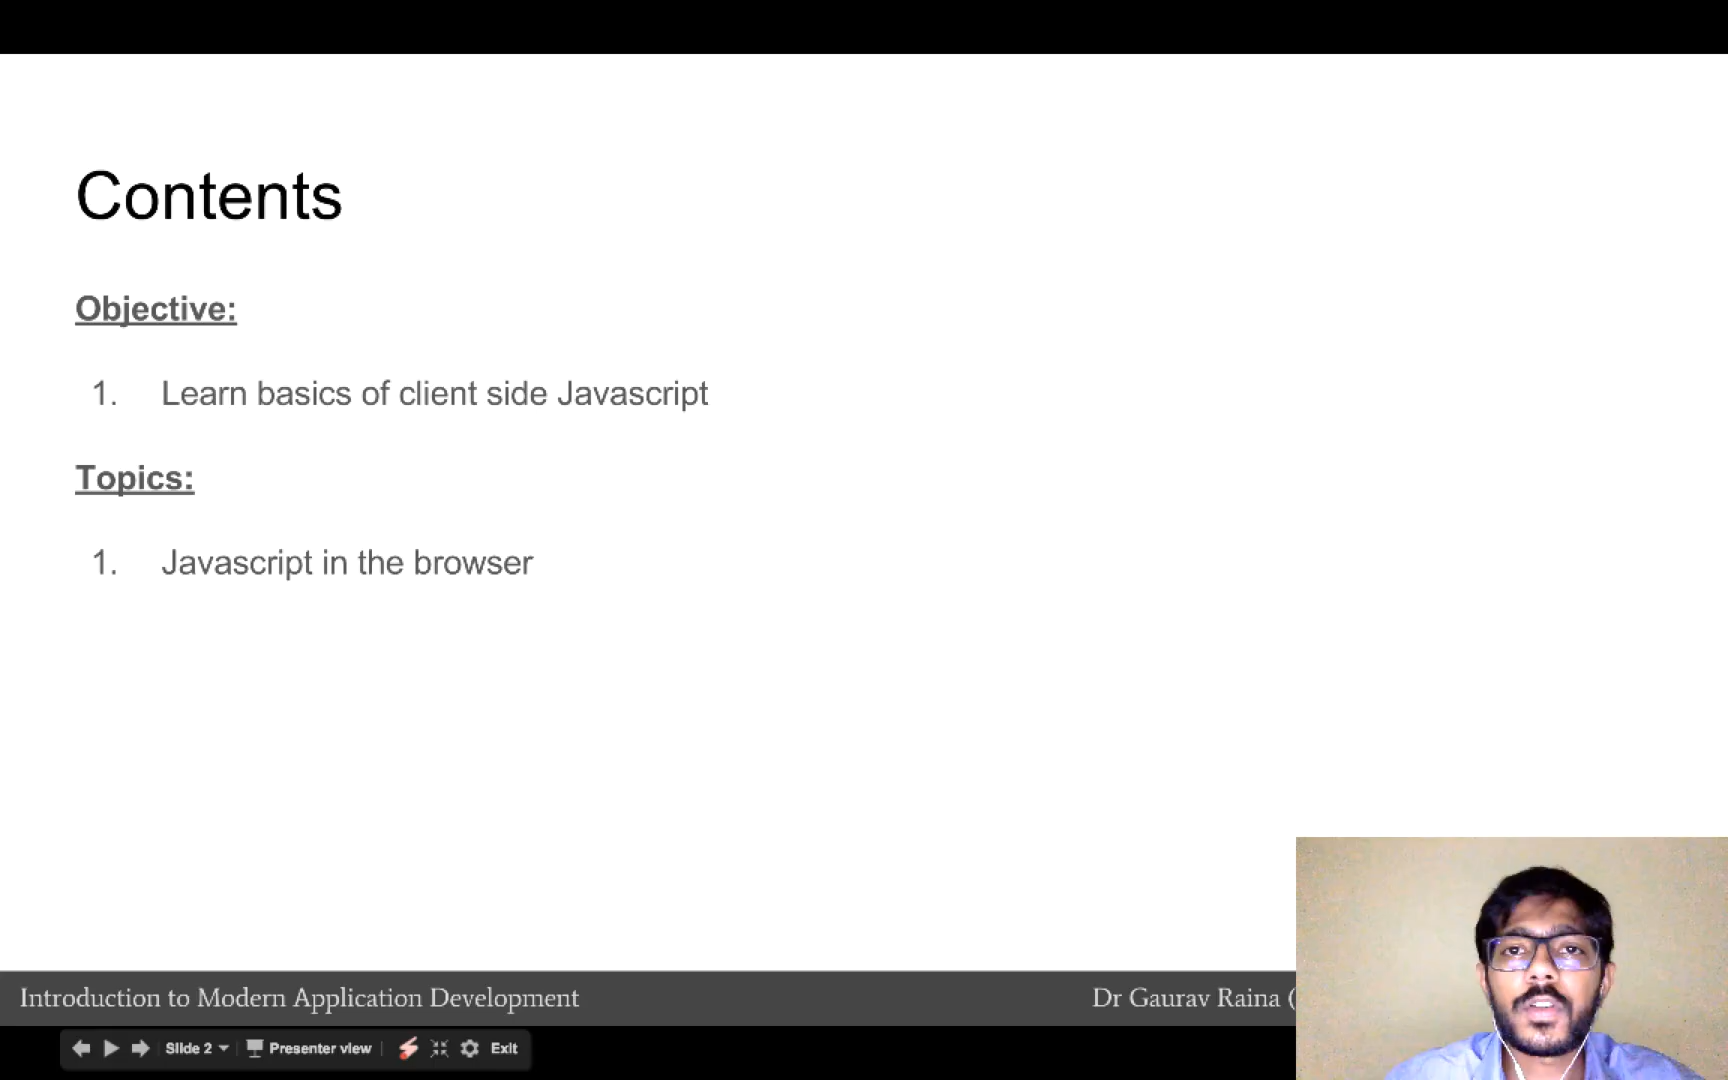 Contents
Objective:
1. Learn basics of client side Javascript
Topics:
1. Javascript in the browser
Introduction to Modern Application Development
Dr Gaurav Raina (
Slide 2
Presenter view
Exit